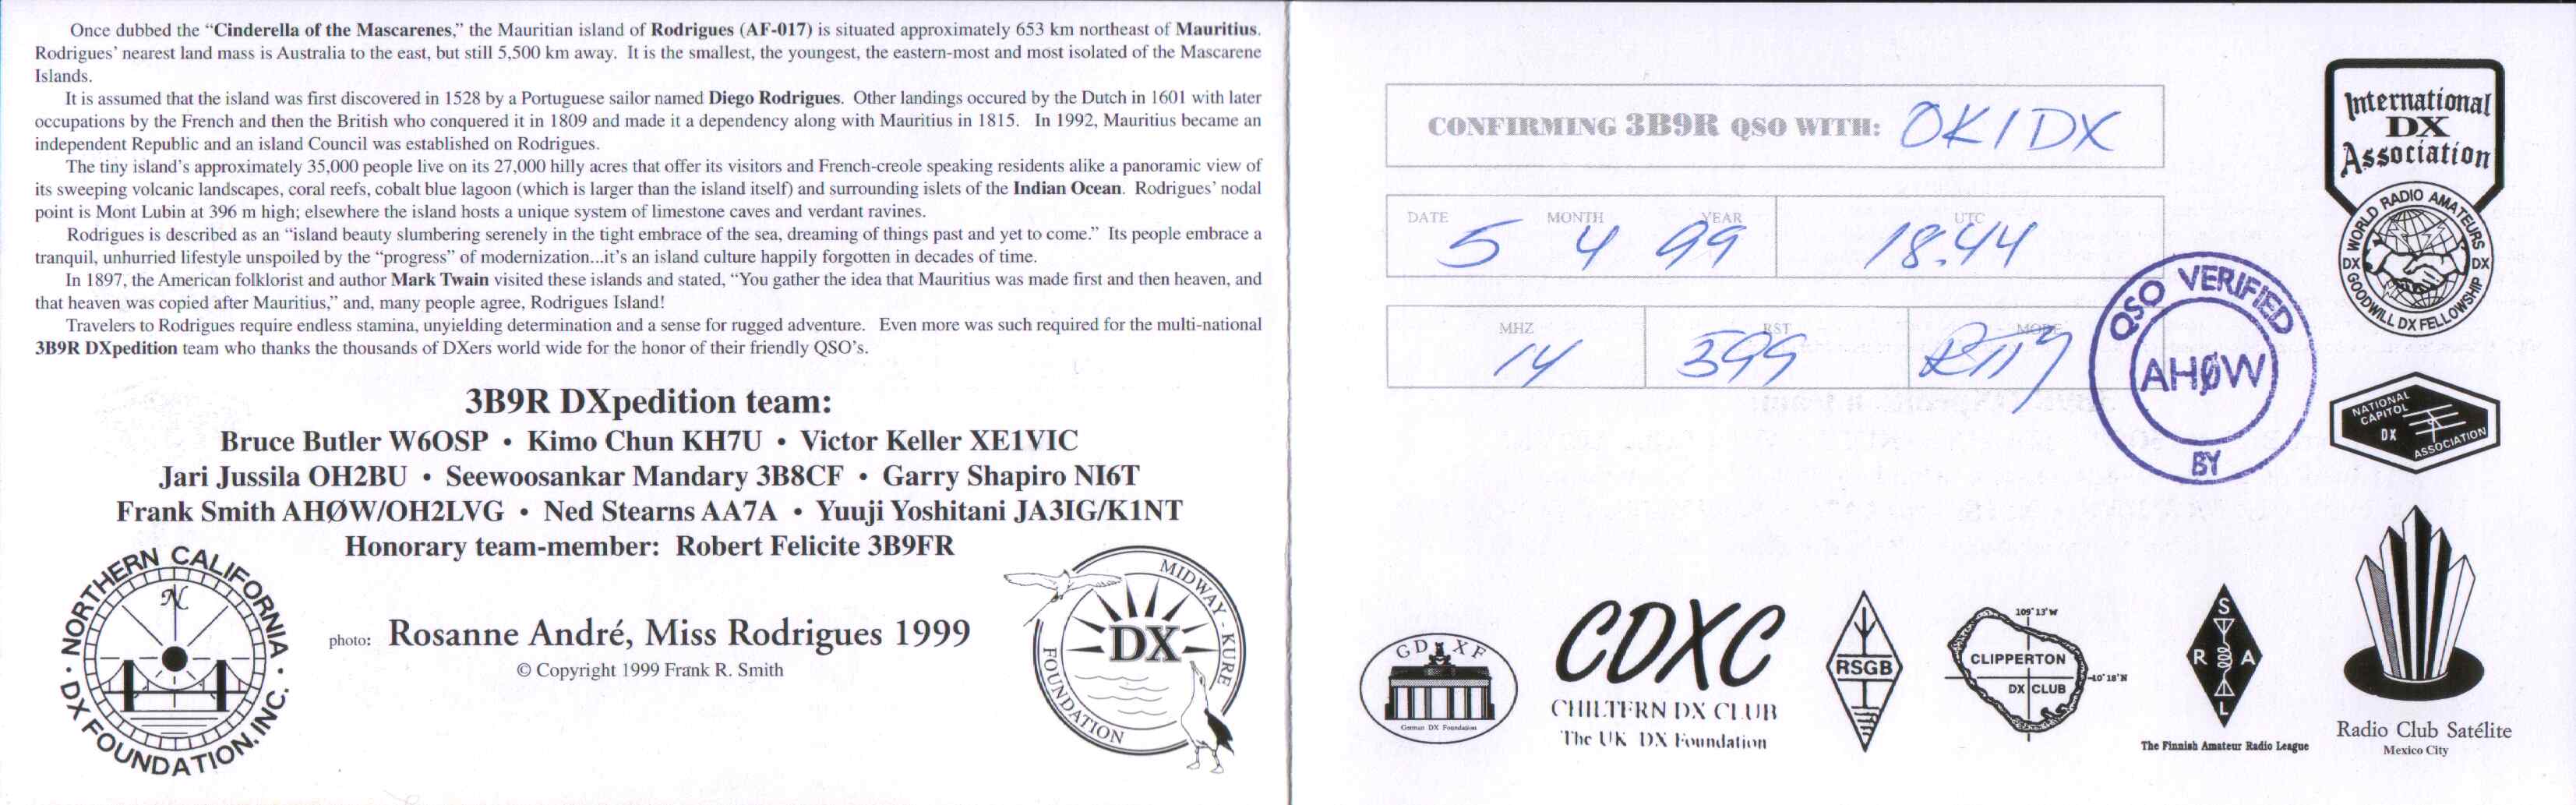 Once dubbed the “Cinderella of the Mascarenes,” the Mauritian island of Rodrigues (AF-017) is situated approximately 653 km northeast of Mauritius.
Rodrigues’ nearest land mass is Australia to the east, but still 5,500 km away. It is the smallest, the youngest, the eastern-most and most isolated of the Mascarene
Islands.
It is assumed that the island was first discovered in 1528 by a Portuguese sailor named Diego Rodrigues. Other landings occured by the Dutch in 1601 with later
occupations by the French and then the British who conquered it in 1809 and made it a dependency along with Mauritius in 1815. In 1992, Mauritius became an
independent Republic and an island Council was established on Rodrigues.
The tiny island’s approximately 35,000 people live on its 27,000 hilly acres that offer its visitors and French-creole speaking residents alike a panoramic view of
its sweeping volcanic landscapes, coral reefs, cobalt blue lagoon (which is larger than the island itself) and surrounding islets of the Indian Ocean. Rodrigues’ nodal
point is Mont Lubin at 396 m high; elsewhere the island hosts a unique system of limestone caves and verdant ravines.
Rodrigues is described as an “island beauty slumbering serenely in the tight embrace of the sea, dreaming of things past and yet to come.” Its people embrace a
tranquil, unhurried lifestyle unspoiled by the “progress” of modernization...it’s an island culture happily forgotten in decades of time.
In 1897, the American folklorist and author Mark Twain visited these islands and stated, “You gather the idea that Mauritius was made first and then heaven, and
that heaven was copied after Mauritius,” and, many people agree, Rodrigues Island!
Travelers to Rodrigues require endless stamina, unyielding determination and a sense for rugged adventure. Even more was such required for the multi-national
3B9R DXpedition team who thanks the thousands of DXers world wide for the honor of their friendly QSO’s.
3B9R DXpedition team:
Bruce Butler W6OSP • Kimo Chun KH7U • Victor Keller XE1VIC
Jari Jussila OH2BU • Seewoosankar Mandary 3B8CF • Garry Shapiro NI6T
Frank Smith AHØW/OH2LVG • Ned Stearns AA7A • Yuuji Yoshitani JA3IG/K1NT
Honorary team-member: Robert Felicite 3B9FR
NORTHERN CALIFORNIA • DX FOUNDATION, INC. •
N
photo: Rosanne André, Miss Rodrigues 1999
© Copyright 1999 Frank R. Smith
MIDWAY - KURE
DX
FOUNDATION
CONFIRMING 3B9R QSO WITH: OK1DX
DATE MONTH YEAR UTC
5 4 99 18.44
MHZ RST MODE
14 599 RTTY
QSO VERIFIED
AHØW
BY
International
DX
Association
WORLD RADIO AMATEURS
DX DX
GOODWILL DX FELLOWSHIP
NATIONAL
CAPITOL
DX
ASSOCIATION
GDXF
German DX Foundation
CDXC
CHILTERN DX CLUB
The UK DX Foundation
RSGB
109° 13' W
CLIPPERTON
DX CLUB
10° 18' N
S
R A
L
The Finnish Amateur Radio League
Radio Club Satélite
Mexico City